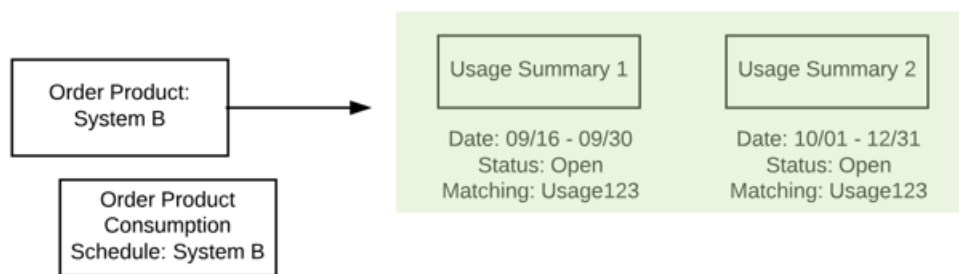 Order Product:
System B
Order Product
Consumption
Schedule: System B
Usage Summary 1
Date: 09/16 - 09/30
Status: Open
Matching: Usage123
Usage Summary 2
Date: 10/01 - 12/31
Status: Open
Matching: Usage123